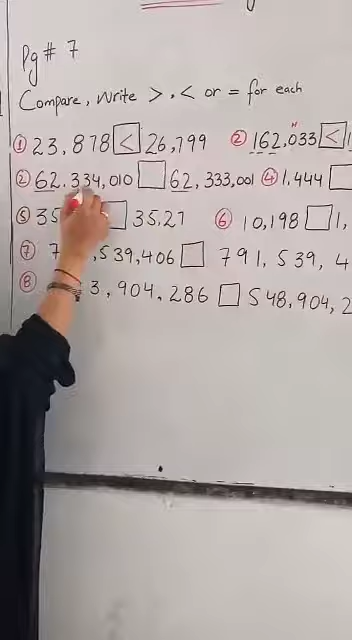 Pg # 7
Compare, Write >, < or = for each
① 23,878 < 26,799 ② 162,033 <
② 62,334,010 □ 62,333,001 ④ 1,444 □
⑤ 35 □ 35,27 ⑥ 10,198 □ 1,
⑦ 7 ,539,406 □ 791,539,4
⑧ 3,904,286 □ 548,904,2